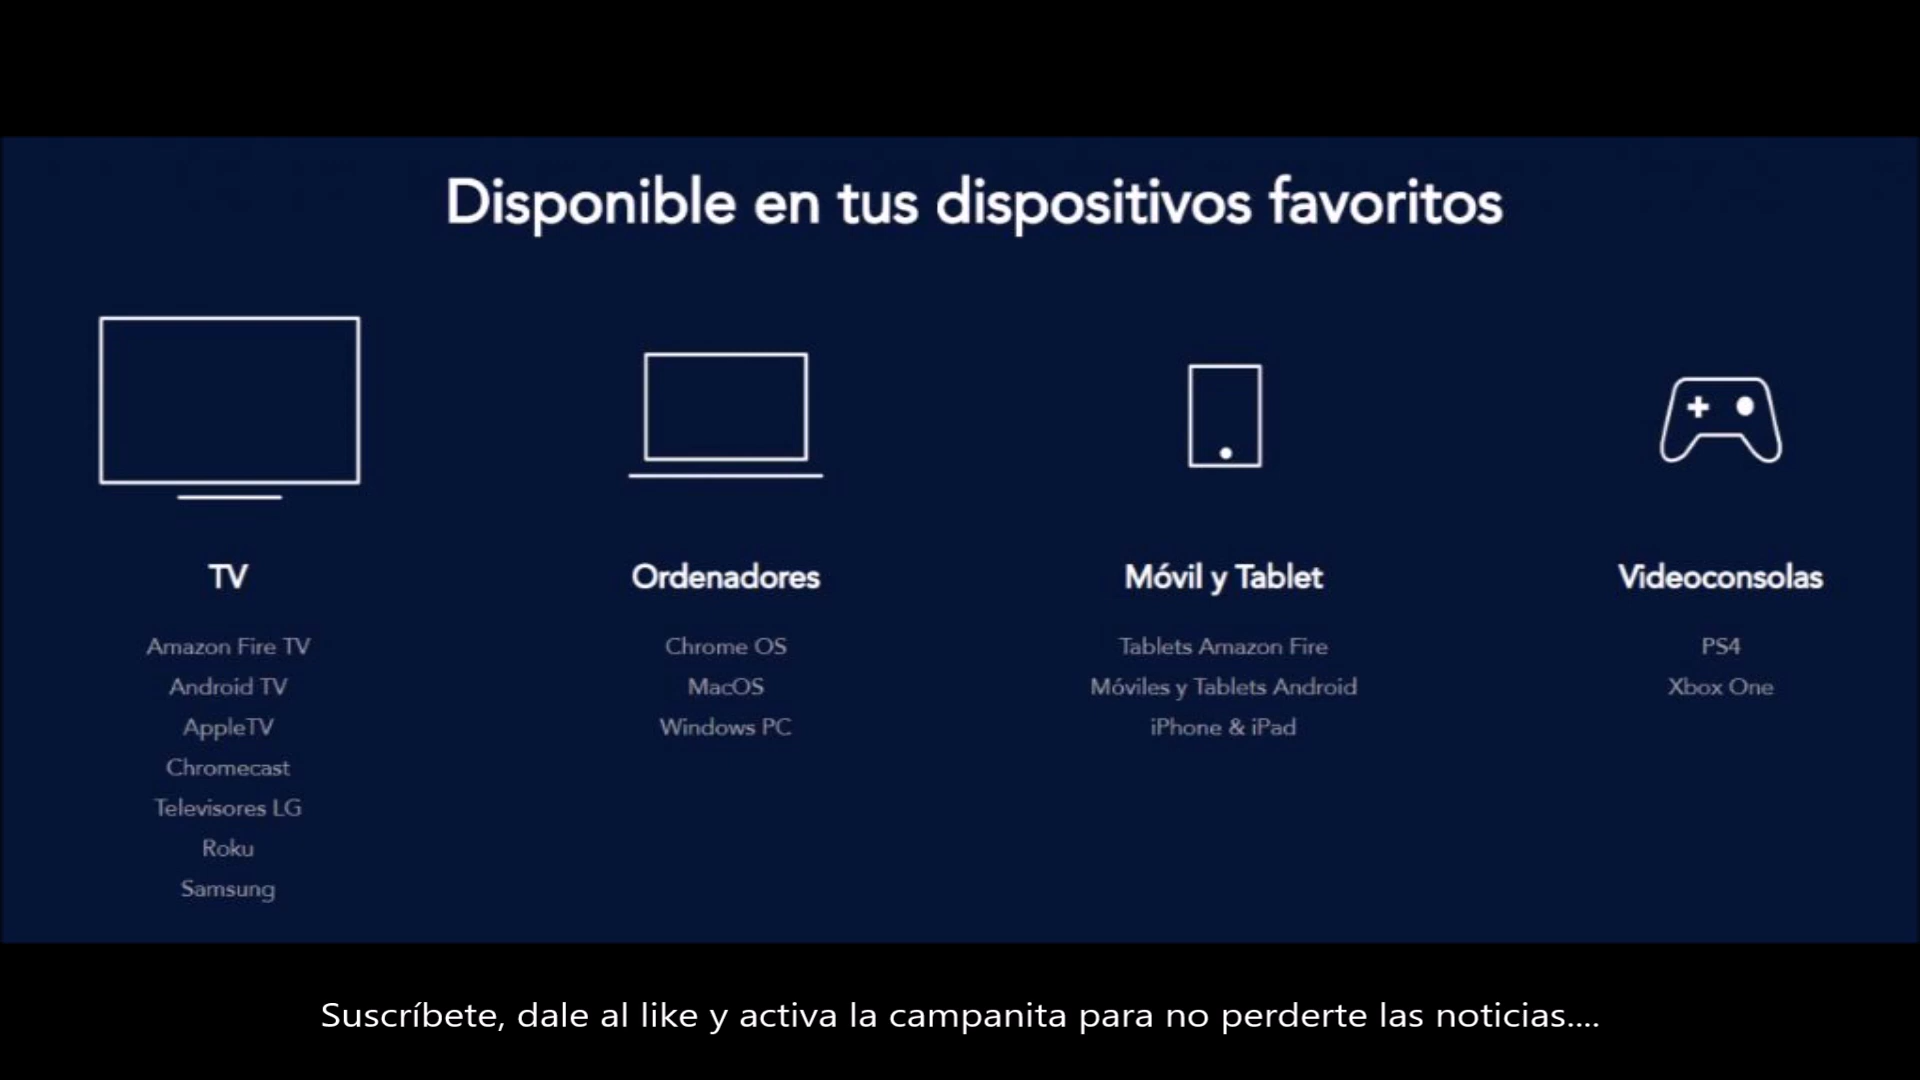 Disponible en tus dispositivos favoritos
TV
Amazon Fire TV
Android TV
AppleTV
Chromecast
Televisores LG
Roku
Samsung
Ordenadores
Chrome OS
MacOS
Windows PC
Móvil y Tablet
Tablets Amazon Fire
Móviles y Tablets Android
iPhone & iPad
Videoconsolas
PS4
Xbox One
Suscríbete, dale al like y activa la campanita para no perderte las noticias....